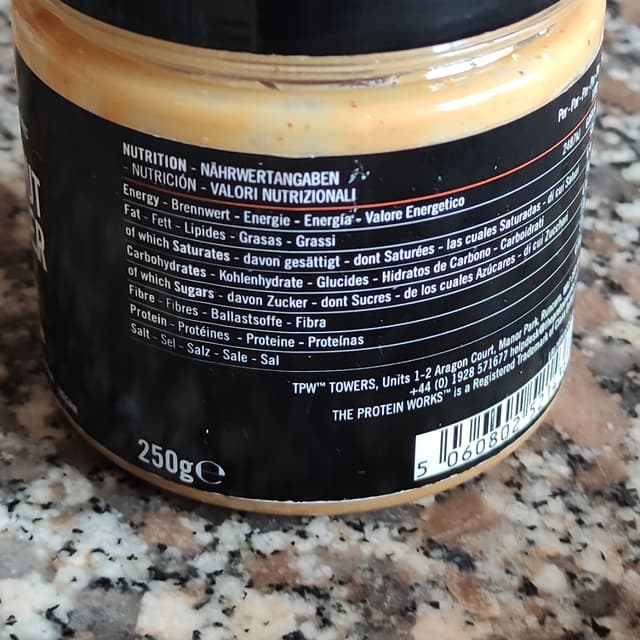 NUTRITION - NÄHRWERTANGABEN
- NUTRICIÓN - VALORI NUTRIZIONALI
Energy - Brennwert - Energie - Energía - Valore Energetico
Fat - Fett - Lipides - Grasas - Grassi
of which Saturates - davon gesättigt - dont Saturées - las cuales Saturadas - di cui
Carbohydrates - Kohlenhydrate - Glucides - Hidratos de Carbono - Carboidrati
of which Sugars - davon Zucker - dont Sucres - de los cuales Azúcares - di cui Zuccheri
Fibre - Fibres - Ballastsoffe - Fibra
Protein - Protéines - Proteine - Proteínas
Salt - Sel - Salz - Sale - Sal
TPW™ TOWERS, Units 1-2 Aragon Court, Manor Park,
+44 (0) 1928 571677
THE PROTEIN WORKS™ is a Registered Trademark
250g℮
5 060802